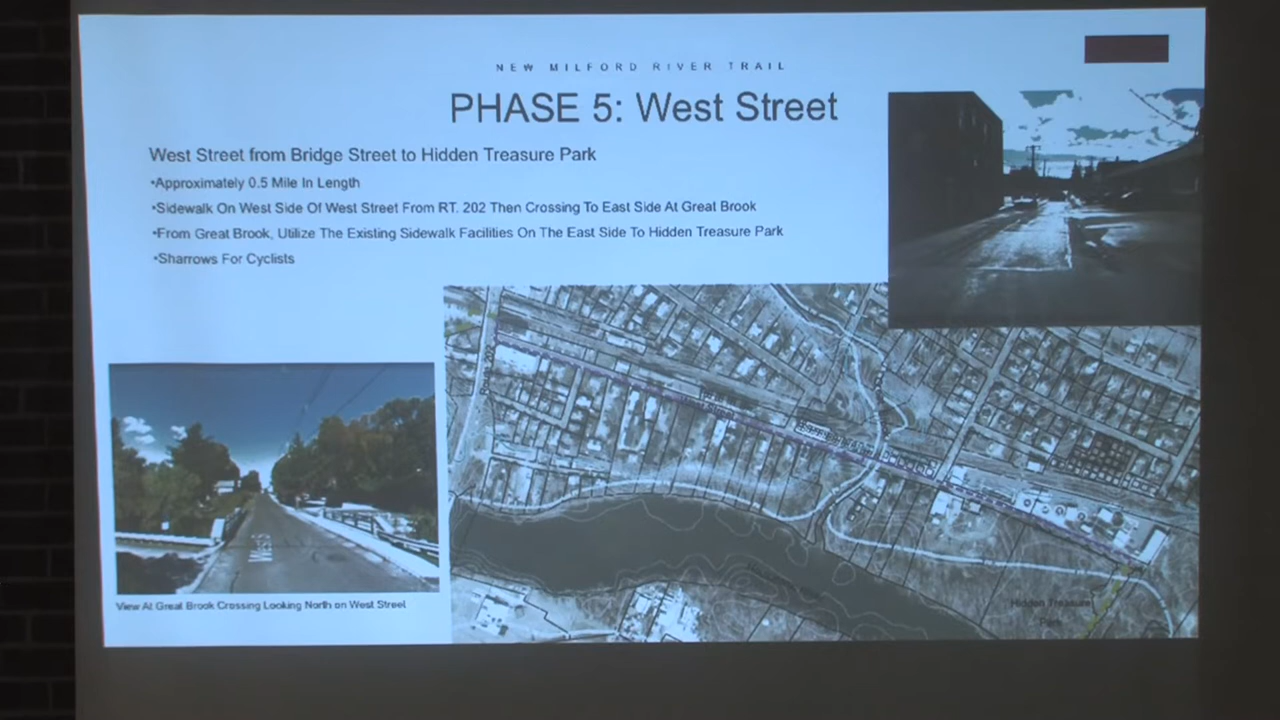 NEW MILFORD RIVER TRAIL
PHASE 5: West Street
West Street from Bridge Street to Hidden Treasure Park
•Approximately 0.5 Mile In Length
•Sidewalk On West Side Of West Street From RT. 202 Then Crossing To East Side At Great Brook
•From Great Brook, Utilize The Existing Sidewalk Facilities On The East Side To Hidden Treasure Park
•Sharrows For Cyclists
View At Great Brook Crossing Looking North on West Street
Hidden Treasure
Park